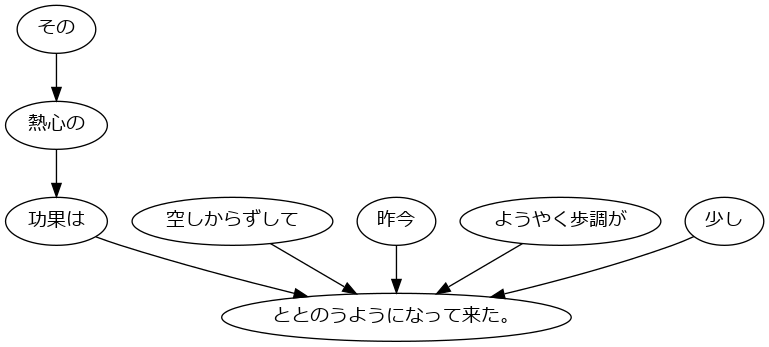 その
熱心の
功果は
空しからずして
昨今
ようやく歩調が
少し
ととのうようになって来た。